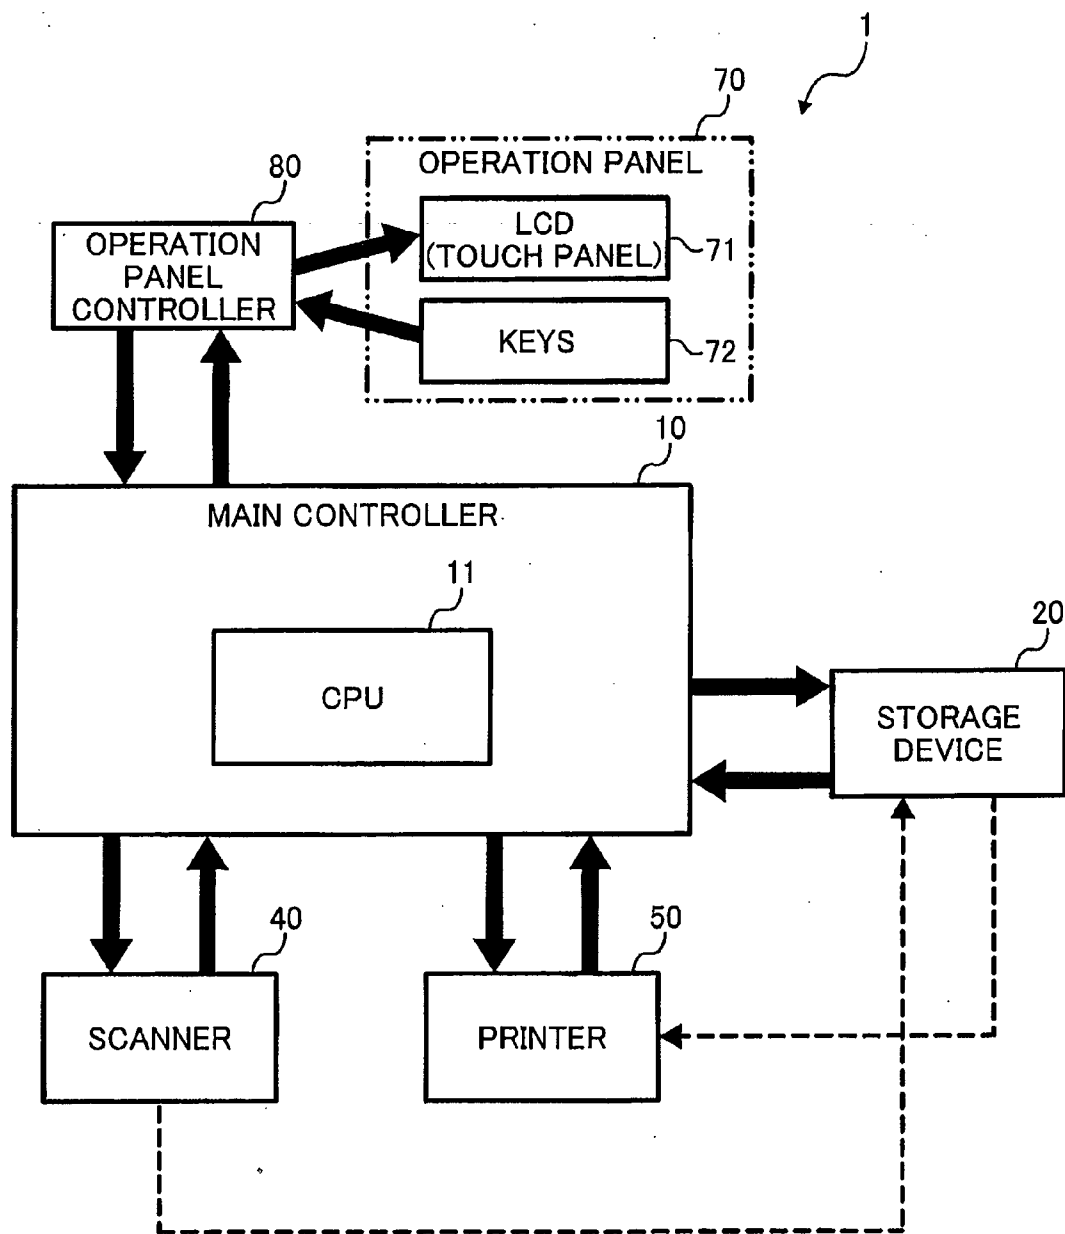 1
70
OPERATION PANEL
80
LCD
(TOUCH PANEL)
71
OPERATION
PANEL
CONTROLLER
KEYS
72
10
MAIN CONTROLLER
11
CPU
20
STORAGE
DEVICE
40
50
SCANNER
PRINTER